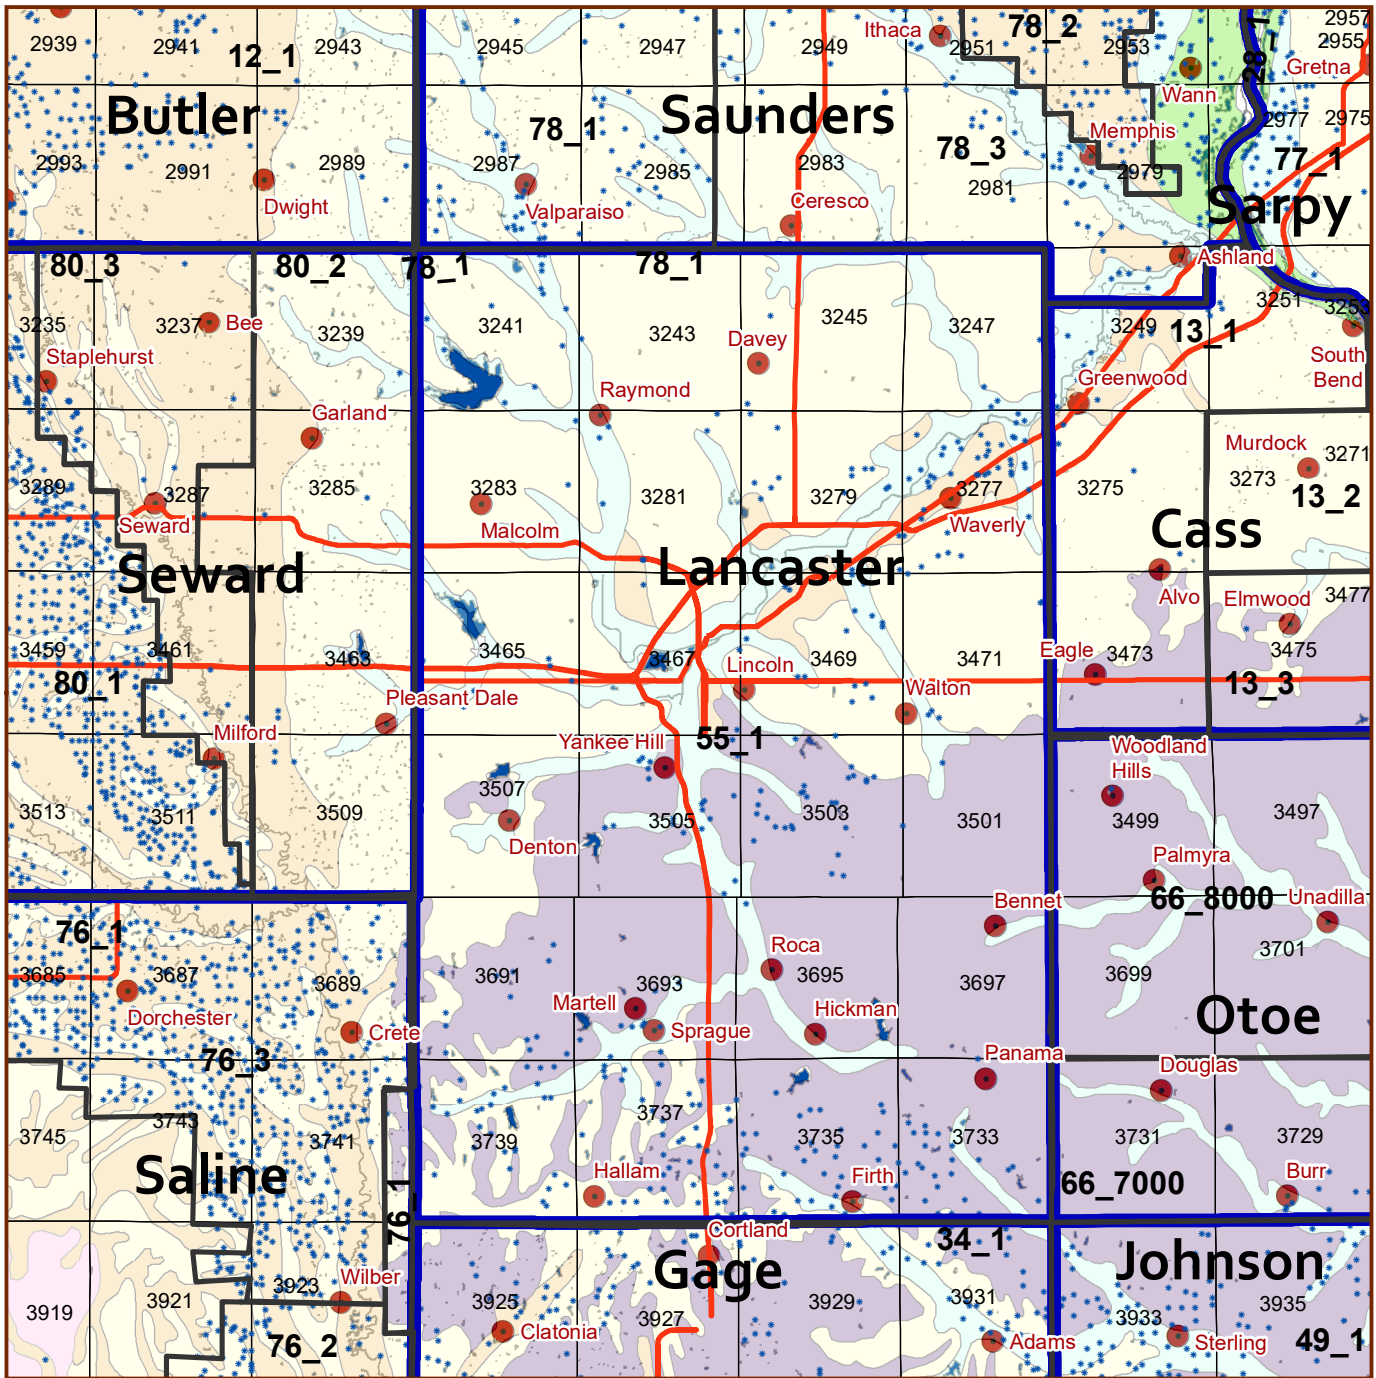 2939
2941
12_1
2943
2945
2947
2949
Ithaca
2951
78_2
2953
28_1
2957
2955
Gretna
Wann
Butler
78_1
Saunders
78_3
Memphis
2977
2975
2993
2991
2989
2987
2985
2983
2981
2979
77_1
Dwight
Valparaiso
Ceresco
Sarpy
Ashland
80_3
80_2
78_1
78_1
3235
3237
Bee
3239
3241
3243
3245
3247
3249
13_1
3251
3253
Staplehurst
Davey
South
Bend
Garland
Raymond
Greenwood
Murdock
3271
3273
13_2
3289
3287
3285
3283
3281
3279
3277
3275
Seward
Malcolm
Waverly
Cass
Seward
Lancaster
Alvo
Elmwood
3477
3459
3461
3463
3465
3467
Lincoln
3469
3471
Eagle
3473
3475
80_1
Pleasant Dale
Walton
13_3
Milford
Yankee Hill
55_1
Woodland
Hills
3513
3511
3509
3507
3505
3503
3501
3499
3497
Denton
Palmyra
66_8000
Unadilla
Bennet
76_1
Roca
3701
3685
3687
3689
3691
3693
3695
3697
3699
Dorchester
Crete
Martell
Sprague
Hickman
Otoe
76_3
Panama
Douglas
3745
3743
3741
3739
3737
3735
3733
3731
3729
Saline
76_1
Hallam
Firth
66_7000
Burr
Cortland
34_1
Gage
Johnson
Wilber
3919
3921
3923
3925
3927
3929
3931
3933
3935
76_2
Clatonia
Adams
Sterling
49_1